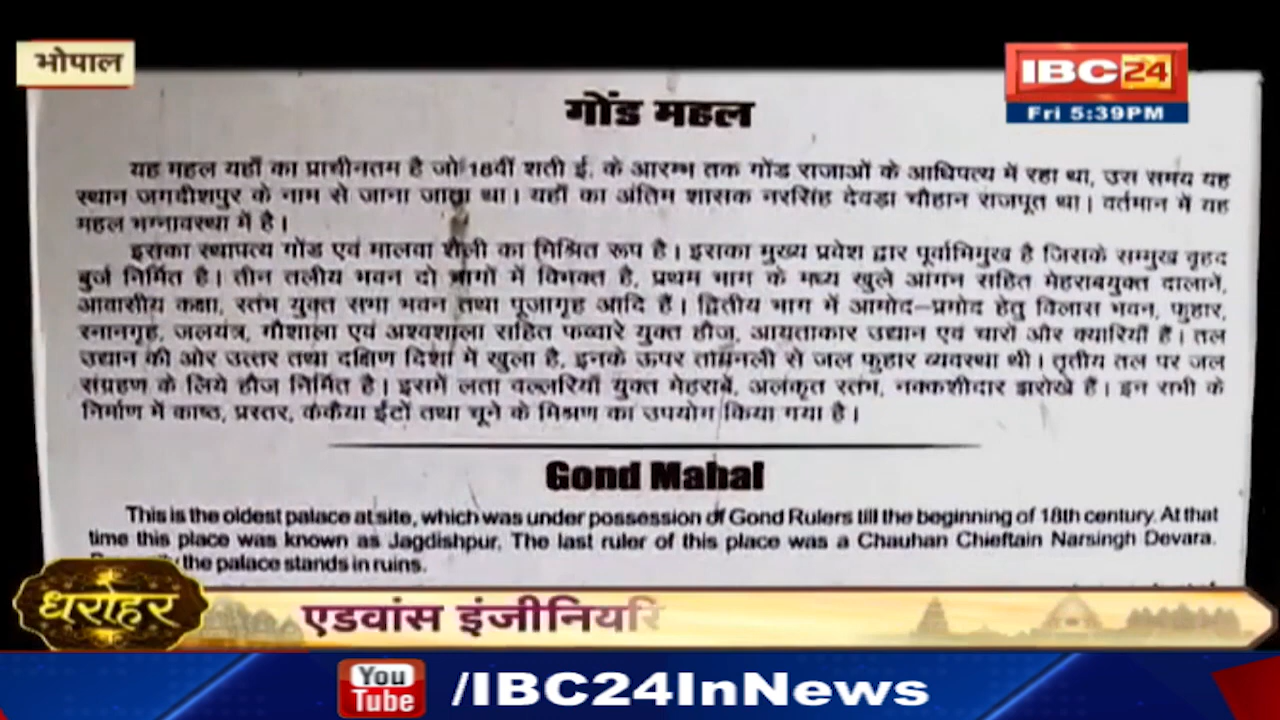 भोपाल
IBC24
Fri 5:39PM
गोंड महल
यह महल यहाँ का प्राचीनतम है जो 18वीं शती ई. के आरम्भ तक गोंड राजाओं के आधिपत्य में रहा था, उस समय यह
स्थान जगदीशपुर के नाम से जाना जाता था। यहाँ का अंतिम शासक नरसिंह देवड़ा चौहान राजपूत था। वर्तमान में यह
महल भग्नावस्था में है।
इसका स्थापत्य गोंड एवं मालवा शैली का मिश्रित रूप है। इसका मुख्य प्रवेश द्वार पूर्वाभिमुख है जिसके सम्मुख वृहद
बुर्ज निर्मित है। तीन तलीय भवन दो भागों में विभक्त है, प्रथम भाग के मध्य खुले आंगन सहित मेहराबयुक्त दालानें,
आवासीय कक्ष, स्तंभ युक्त सभा भवन तथा पूजागृह आदि हैं। द्वितीय भाग में आमोद–प्रमोद हेतु विलास भवन, फुहार,
स्नानगृह, जलयंत्र, गौशाला एवं अश्वशाला सहित फव्वारे युक्त हौज, आयताकार उद्यान एवं चारों ओर क्यारियाँ हैं। तल
उद्यान की ओर उत्तर तथा दक्षिण दिशा में खुला है, इनके ऊपर ताम्रनली से जल फुहार व्यवस्था थी। तृतीय तल पर जल
संग्रहण के लिये हौज निर्मित है। इसमें लता वल्लरियाँ युक्त मेहराबें, अलंकृत स्तंभ, नक्कशीदार झरोखे हैं। इन सभी के
निर्माण में काष्ठ, प्रस्तर, ककैया ईंटों तथा चूने के मिश्रण का उपयोग किया गया है।
Gond Mahal
This is the oldest palace at site, which was under possession of Gond Rulers till the beginning of 18th century. At that
time this place was known as Jagdishpur. The last ruler of this place was a Chauhan Chieftain Narsingh Devara.
the palace stands in ruins.
धरोहर
एडवांस इंजीनियरि
You Tube /IBC24InNews